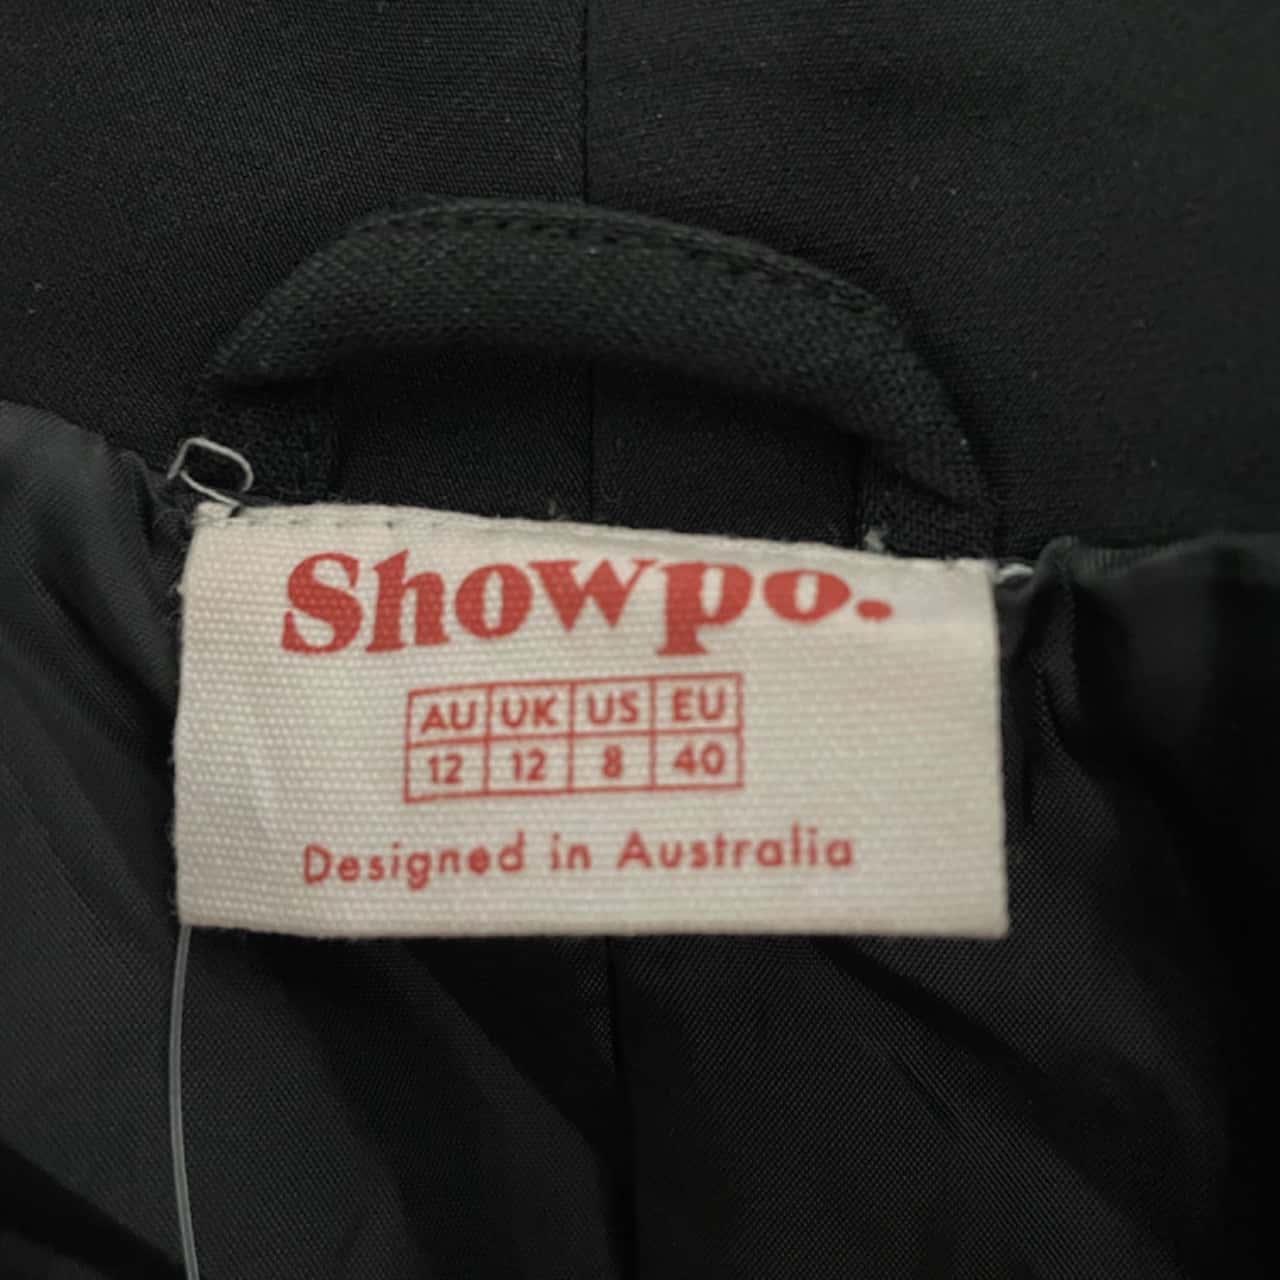 Showpo.
AU UK US EU
12 12 8 40
Designed in Australia